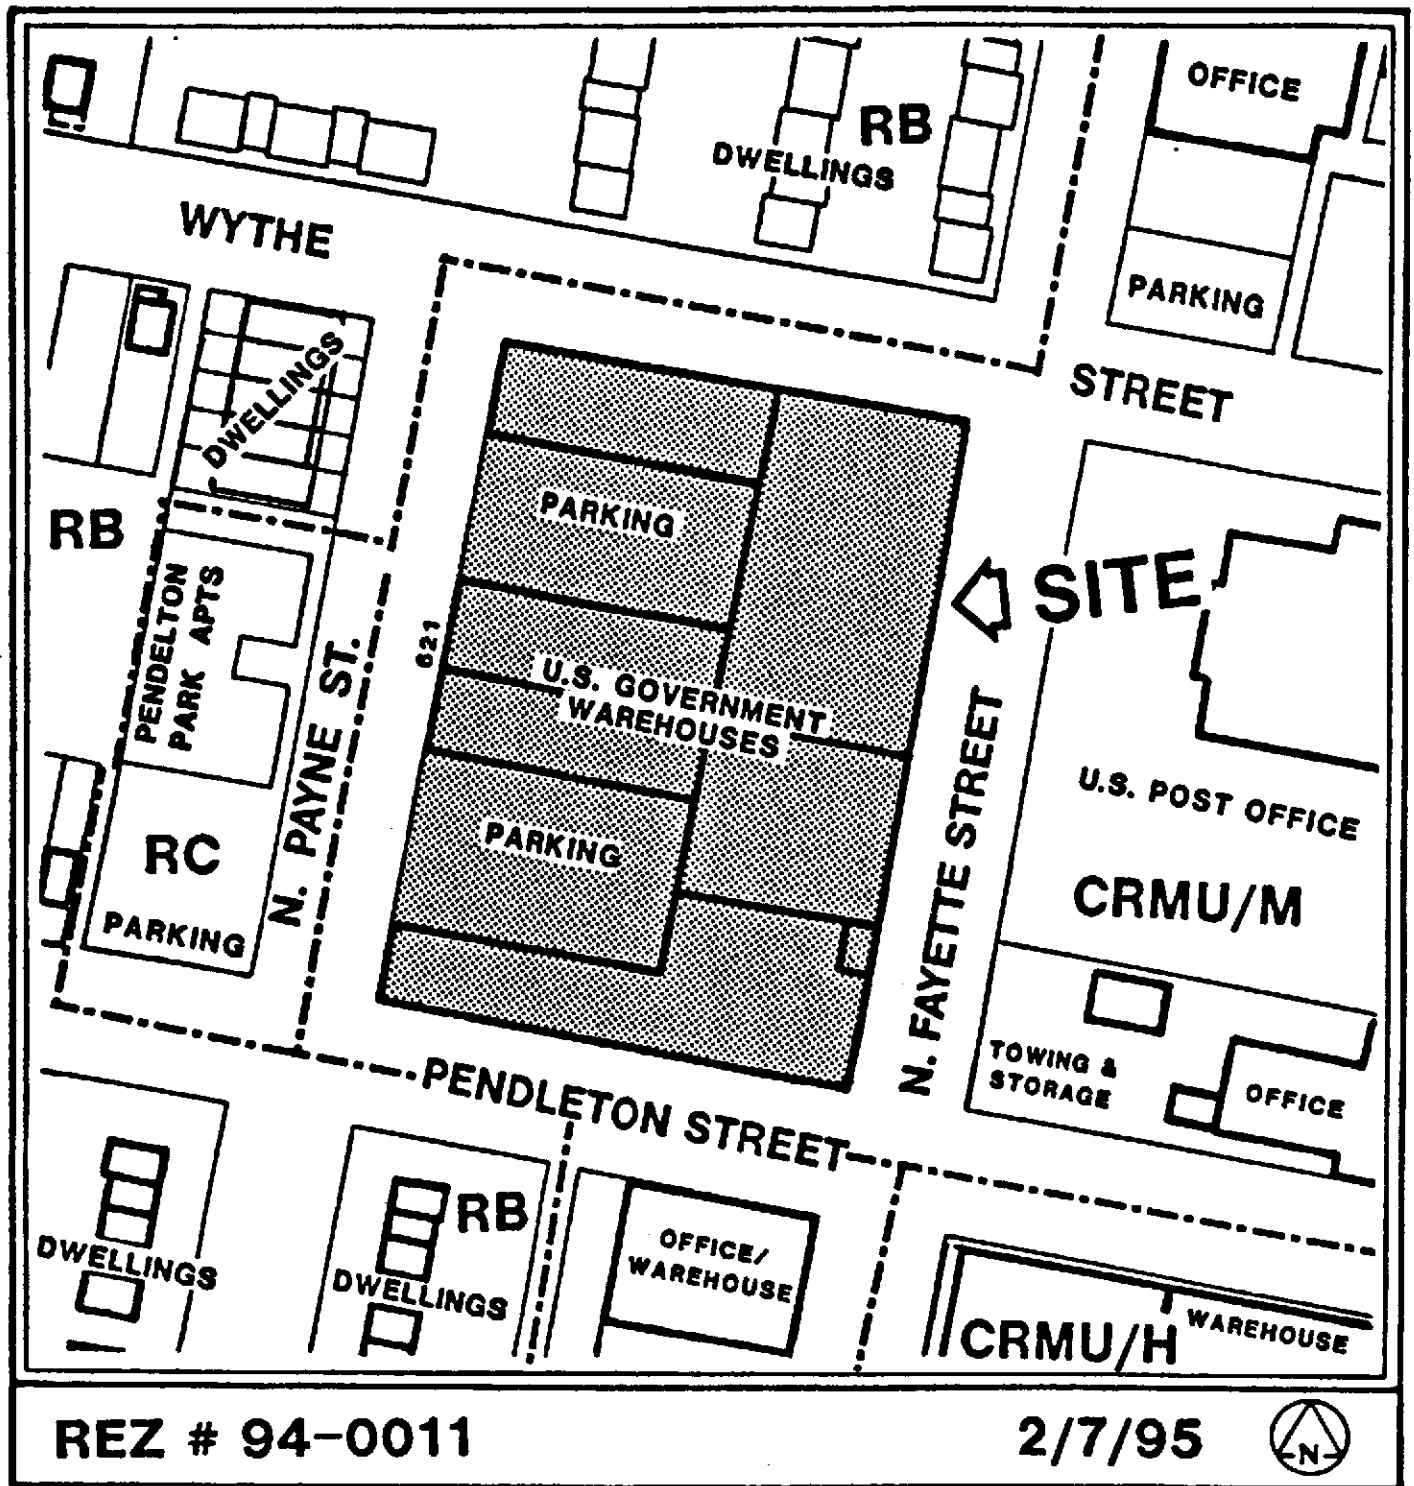 OFFICE
RB
DWELLINGS
WYTHE
PARKING
DWELLINGS
STREET
PARKING
RB
SITE
PENDELTON
PARK APTS
621
U.S. GOVERNMENT
WAREHOUSES
N. PAYNE ST.
N. FAYETTE STREET
U.S. POST OFFICE
PARKING
RC
CRMU/M
PARKING
TOWING &
STORAGE
OFFICE
PENDLETON STREET
RB
DWELLINGS
DWELLINGS
OFFICE/
WAREHOUSE
CRMU/H
WAREHOUSE
REZ # 94-0011
2/7/95
N